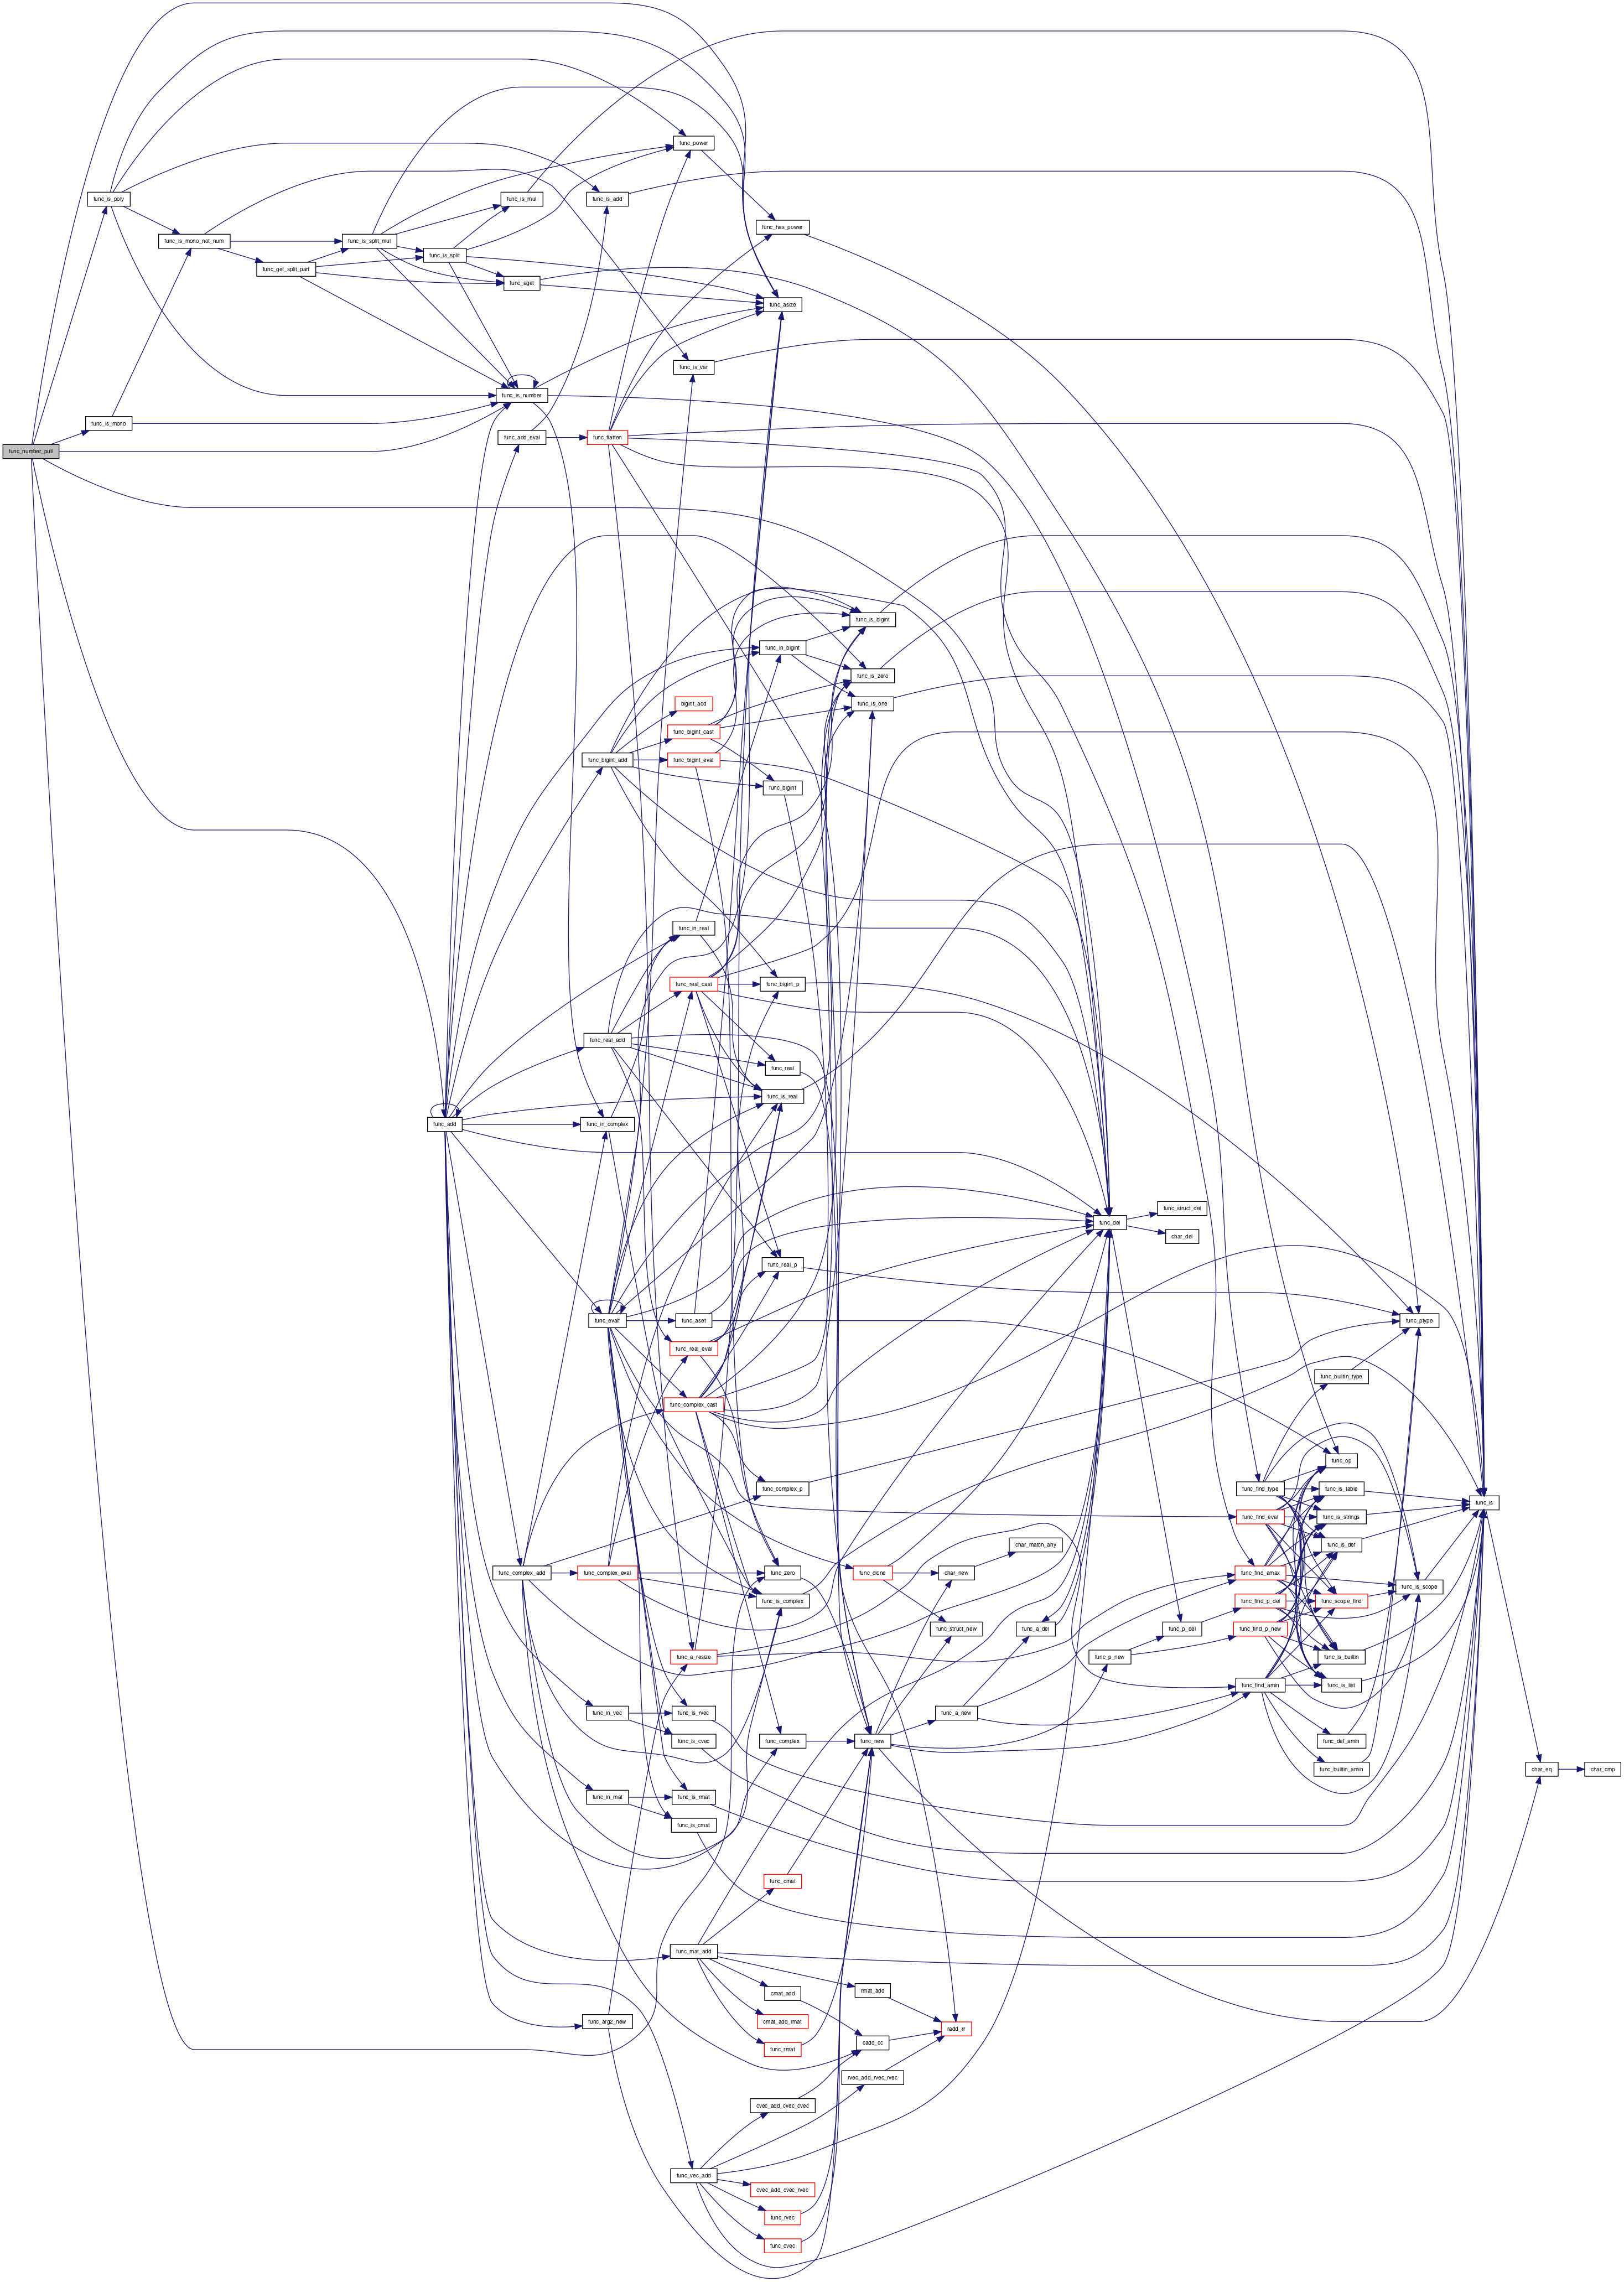 func_power
func_is_poly
func_is_mul
func_is_add
func_has_power
func_is_mono_not_num
func_is_split_mul
func_is_split
func_get_split_part
func_aget
func_asize
func_is_var
func_is_number
func_is_mono
func_add_eval
func_flatten
func_number_pull
func_is_bigint
func_in_bigint
func_is_zero
bigint_add
func_is_one
func_bigint_cast
func_bigint_add
func_bigint_eval
func_bigint
func_in_real
func_real_cast
func_bigint_p
func_real_add
func_real
func_is_real
func_add
func_in_complex
func_struct_del
func_del
char_del
func_real_p
func_evalf
func_aset
func_ptype
func_real_eval
func_builtin_type
func_complex_cast
func_op
func_complex_p
func_find_type
func_is_table
func_is
func_find_eval
func_is_strings
func_is_def
char_match_any
func_complex_add
func_complex_eval
func_zero
func_clone
char_new
func_find_amax
func_is_scope
func_is_complex
func_find_p_del
scope_find
func_struct_new
func_a_del
func_p_del
func_find_p_new
func_a_resize
func_p_new
func_is_builtin
func_find_amin
func_is_list
func_in_vec
func_is_rvec
func_a_new
func_is_cvec
func_complex
func_new
func_def_amin
func_builtin_amin
char_eq
char_cmp
func_in_mat
func_is_rmat
func_is_cmat
func_cmat
func_mat_add
cmat_add
rmat_add
cmat_add_rmat
func_arg2_new
radd_rr
func_rmat
cadd_cc
rvec_add_rvec_rvec
cvec_add_cvec_cvec
func_vec_add
cvec_add_cvec_rvec
func_rvec
func_cvec